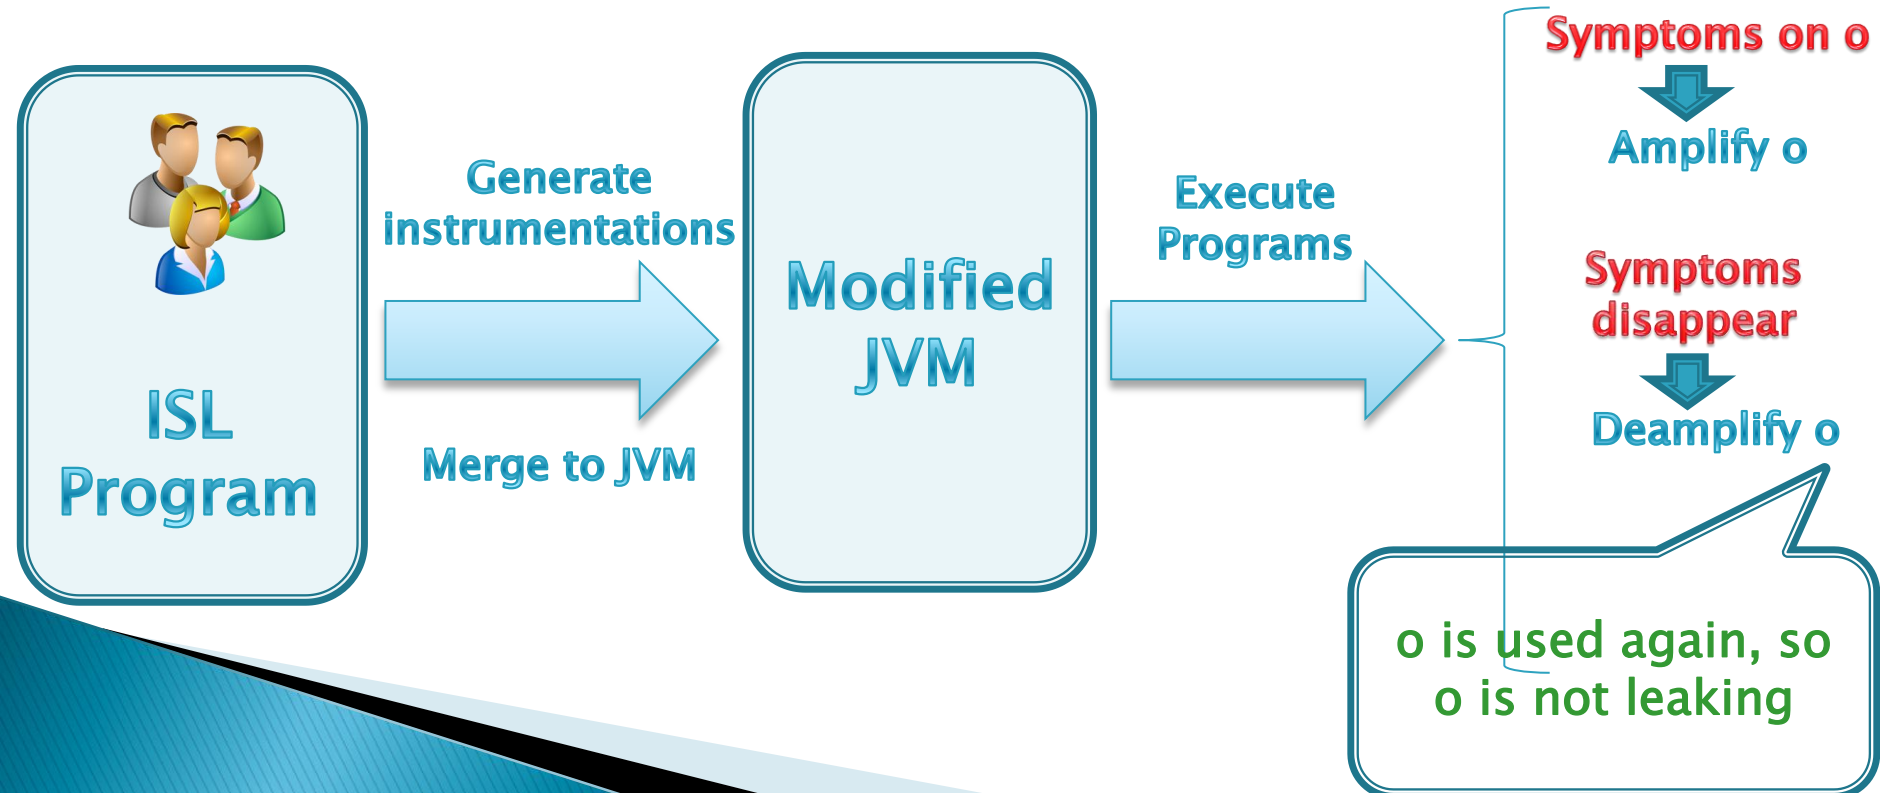 ISL
Program
Generate
instrumentations
Merge to JVM
Modified
JVM
Execute
Programs
Symptoms on o
Amplify o
Symptoms
disappear
Deamplify o
o is used again, so
o is not leaking